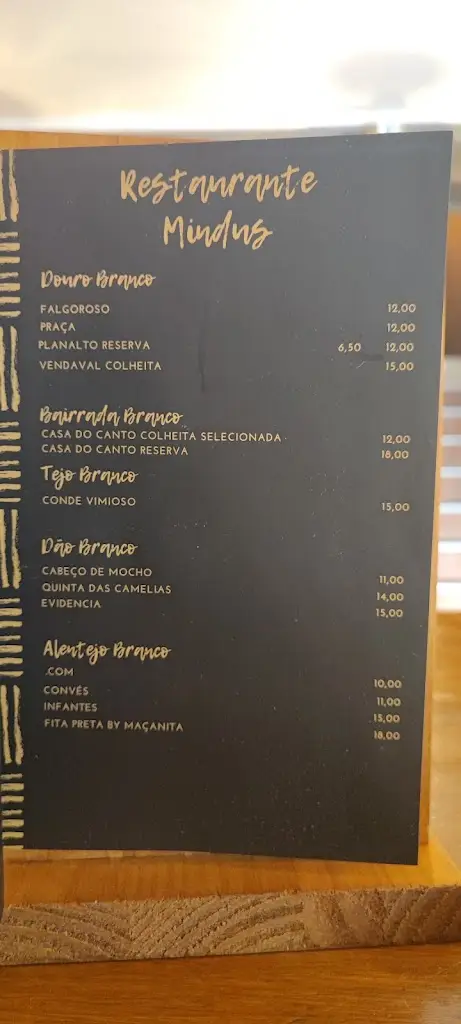 Restaurante
Mindus
Douro Branco
FALGOROSO 12,00
PRAÇA 12,00
PLANALTO RESERVA 6,50 12,00
VENDAVAL COLHEITA 15,00
Bairrada Branco
CASA DO CANTO COLHEITA SELECIONADA 12,00
CASA DO CANTO RESERVA 18,00
Tejo Branco
CONDE VIMIOSO 15,00
Dão Branco
CABEÇO DE MOCHO 11,00
QUINTA DAS CAMELIAS 14,00
EVIDENCIA 15,00
Alentejo Branco
.COM 10,00
CONVÉS 11,00
INFANTES 15,00
FITA PRETA BY MAÇANITA 18,00